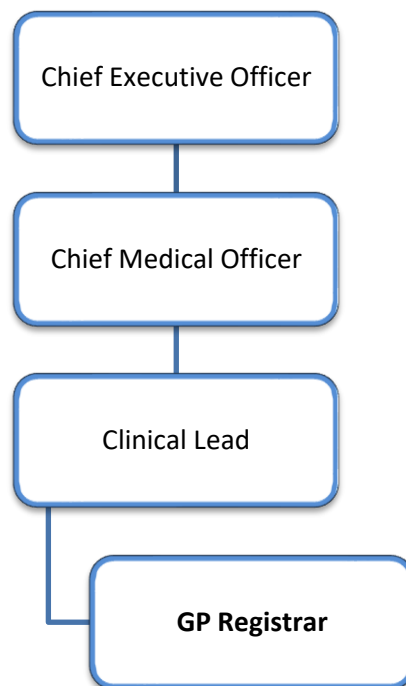 Chief Executive Officer
Chief Medical Officer
Clinical Lead
GP Registrar